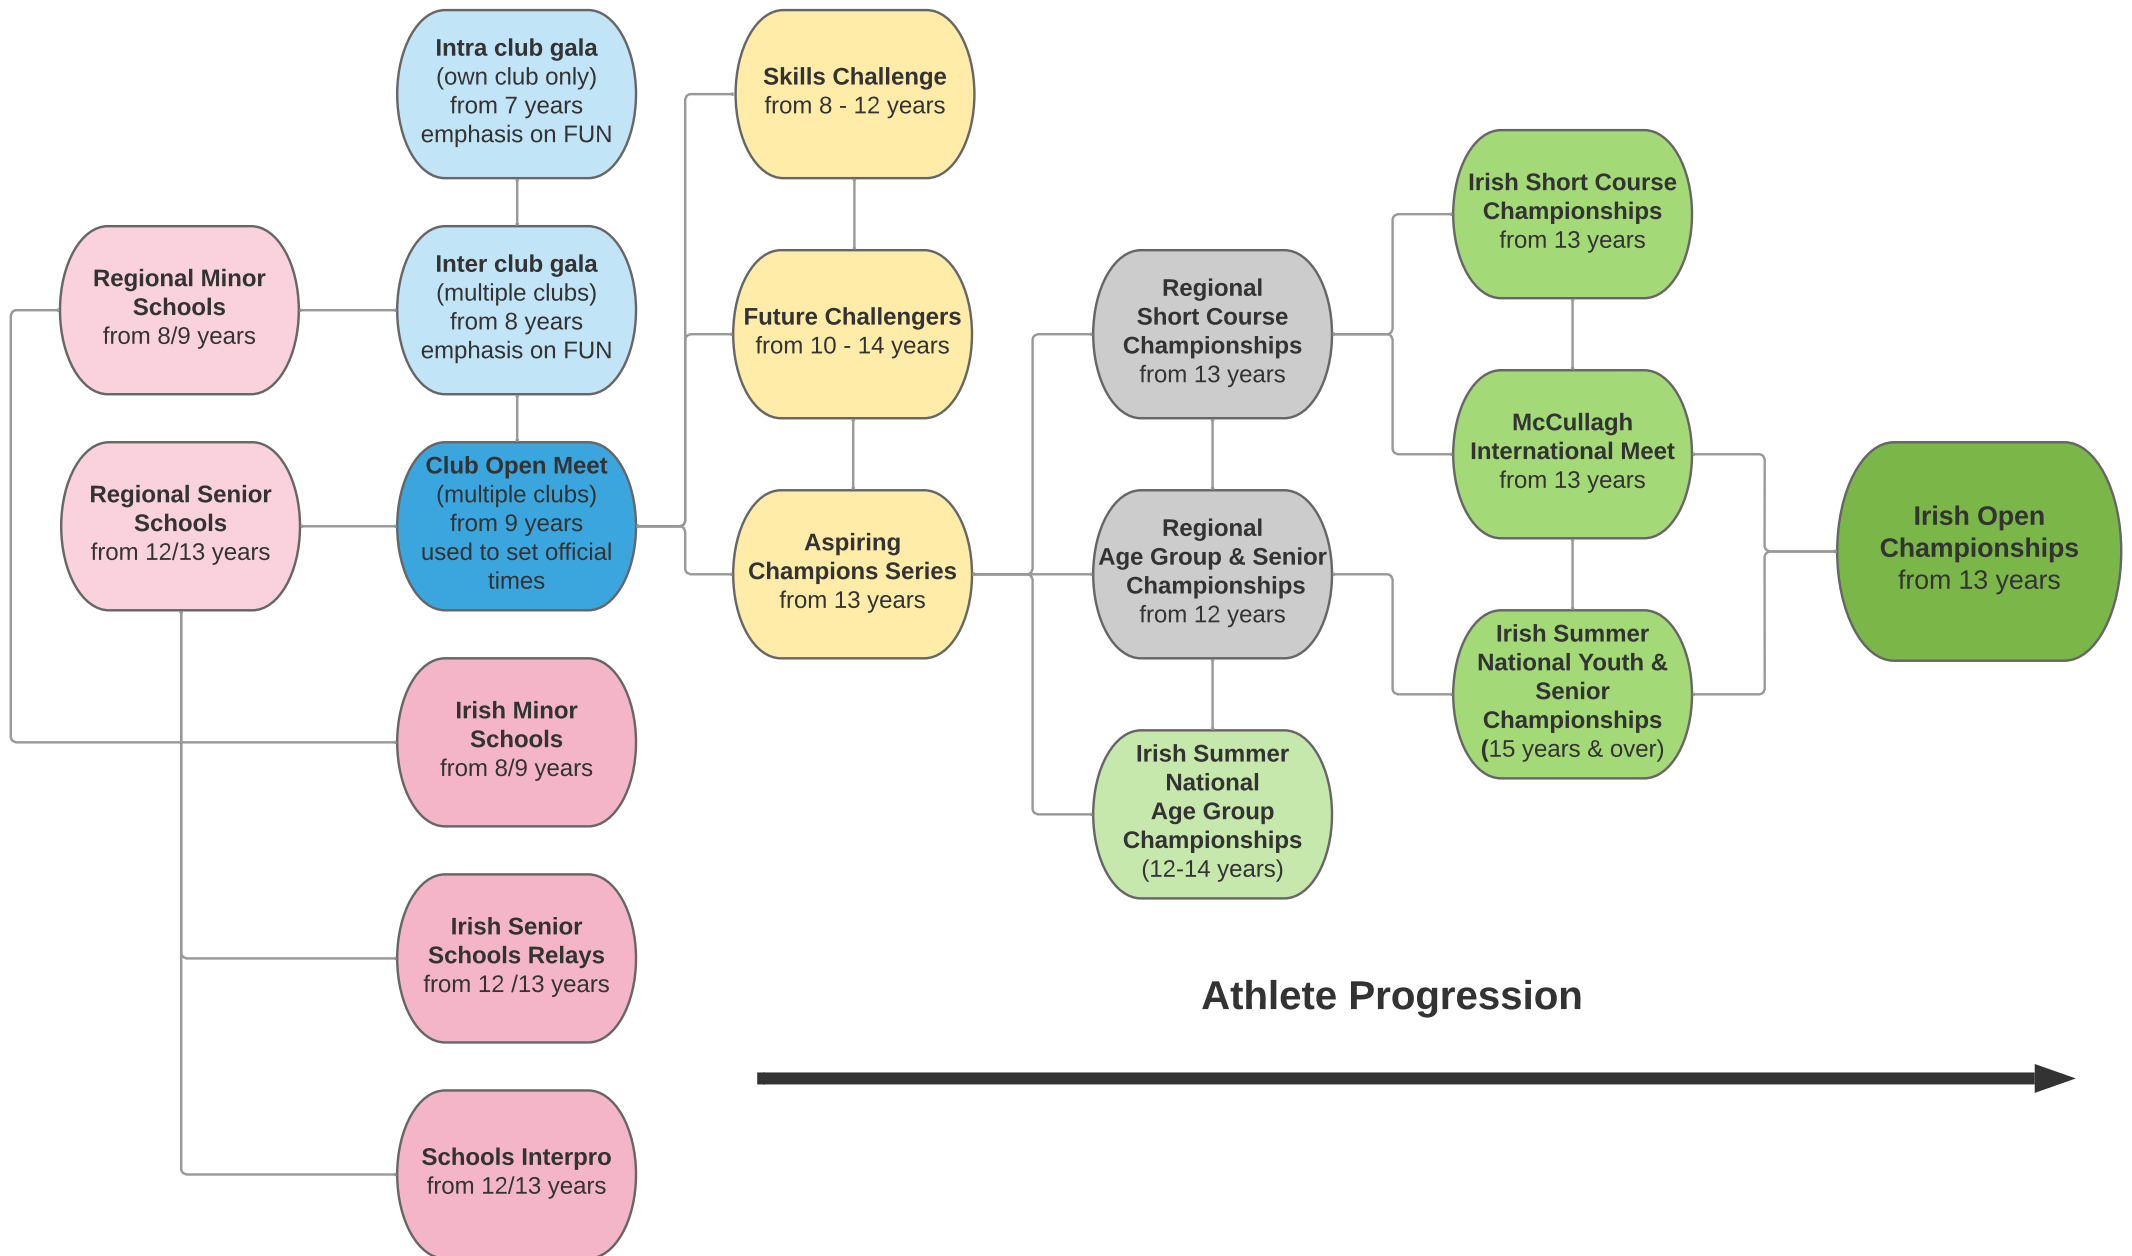 Intra club gala
(own club only)
from 7 years
emphasis on FUN
Skills Challenge
from 8 - 12 years
Irish Short Course
Championships
from 13 years
Regional Minor
Schools
from 8/9 years
Inter club gala
(multiple clubs)
from 8 years
emphasis on FUN
Future Challengers
from 10 - 14 years
Regional
Short Course
Championships
from 13 years
McCullagh
International Meet
from 13 years
Regional Senior
Schools
from 12/13 years
Club Open Meet
(multiple clubs)
from 9 years
used to set official
times
Aspiring
Champions Series
from 13 years
Regional
Age Group & Senior
Championships
from 12 years
Irish Open
Championships
from 13 years
Irish Summer
National Youth &
Senior
Championships
(15 years & over)
Irish Minor
Schools
from 8/9 years
Irish Summer
National
Age Group
Championships
(12-14 years)
Irish Senior
Schools Relays
from 12 /13 years
Athlete Progression
Schools Interpro
from 12/13 years